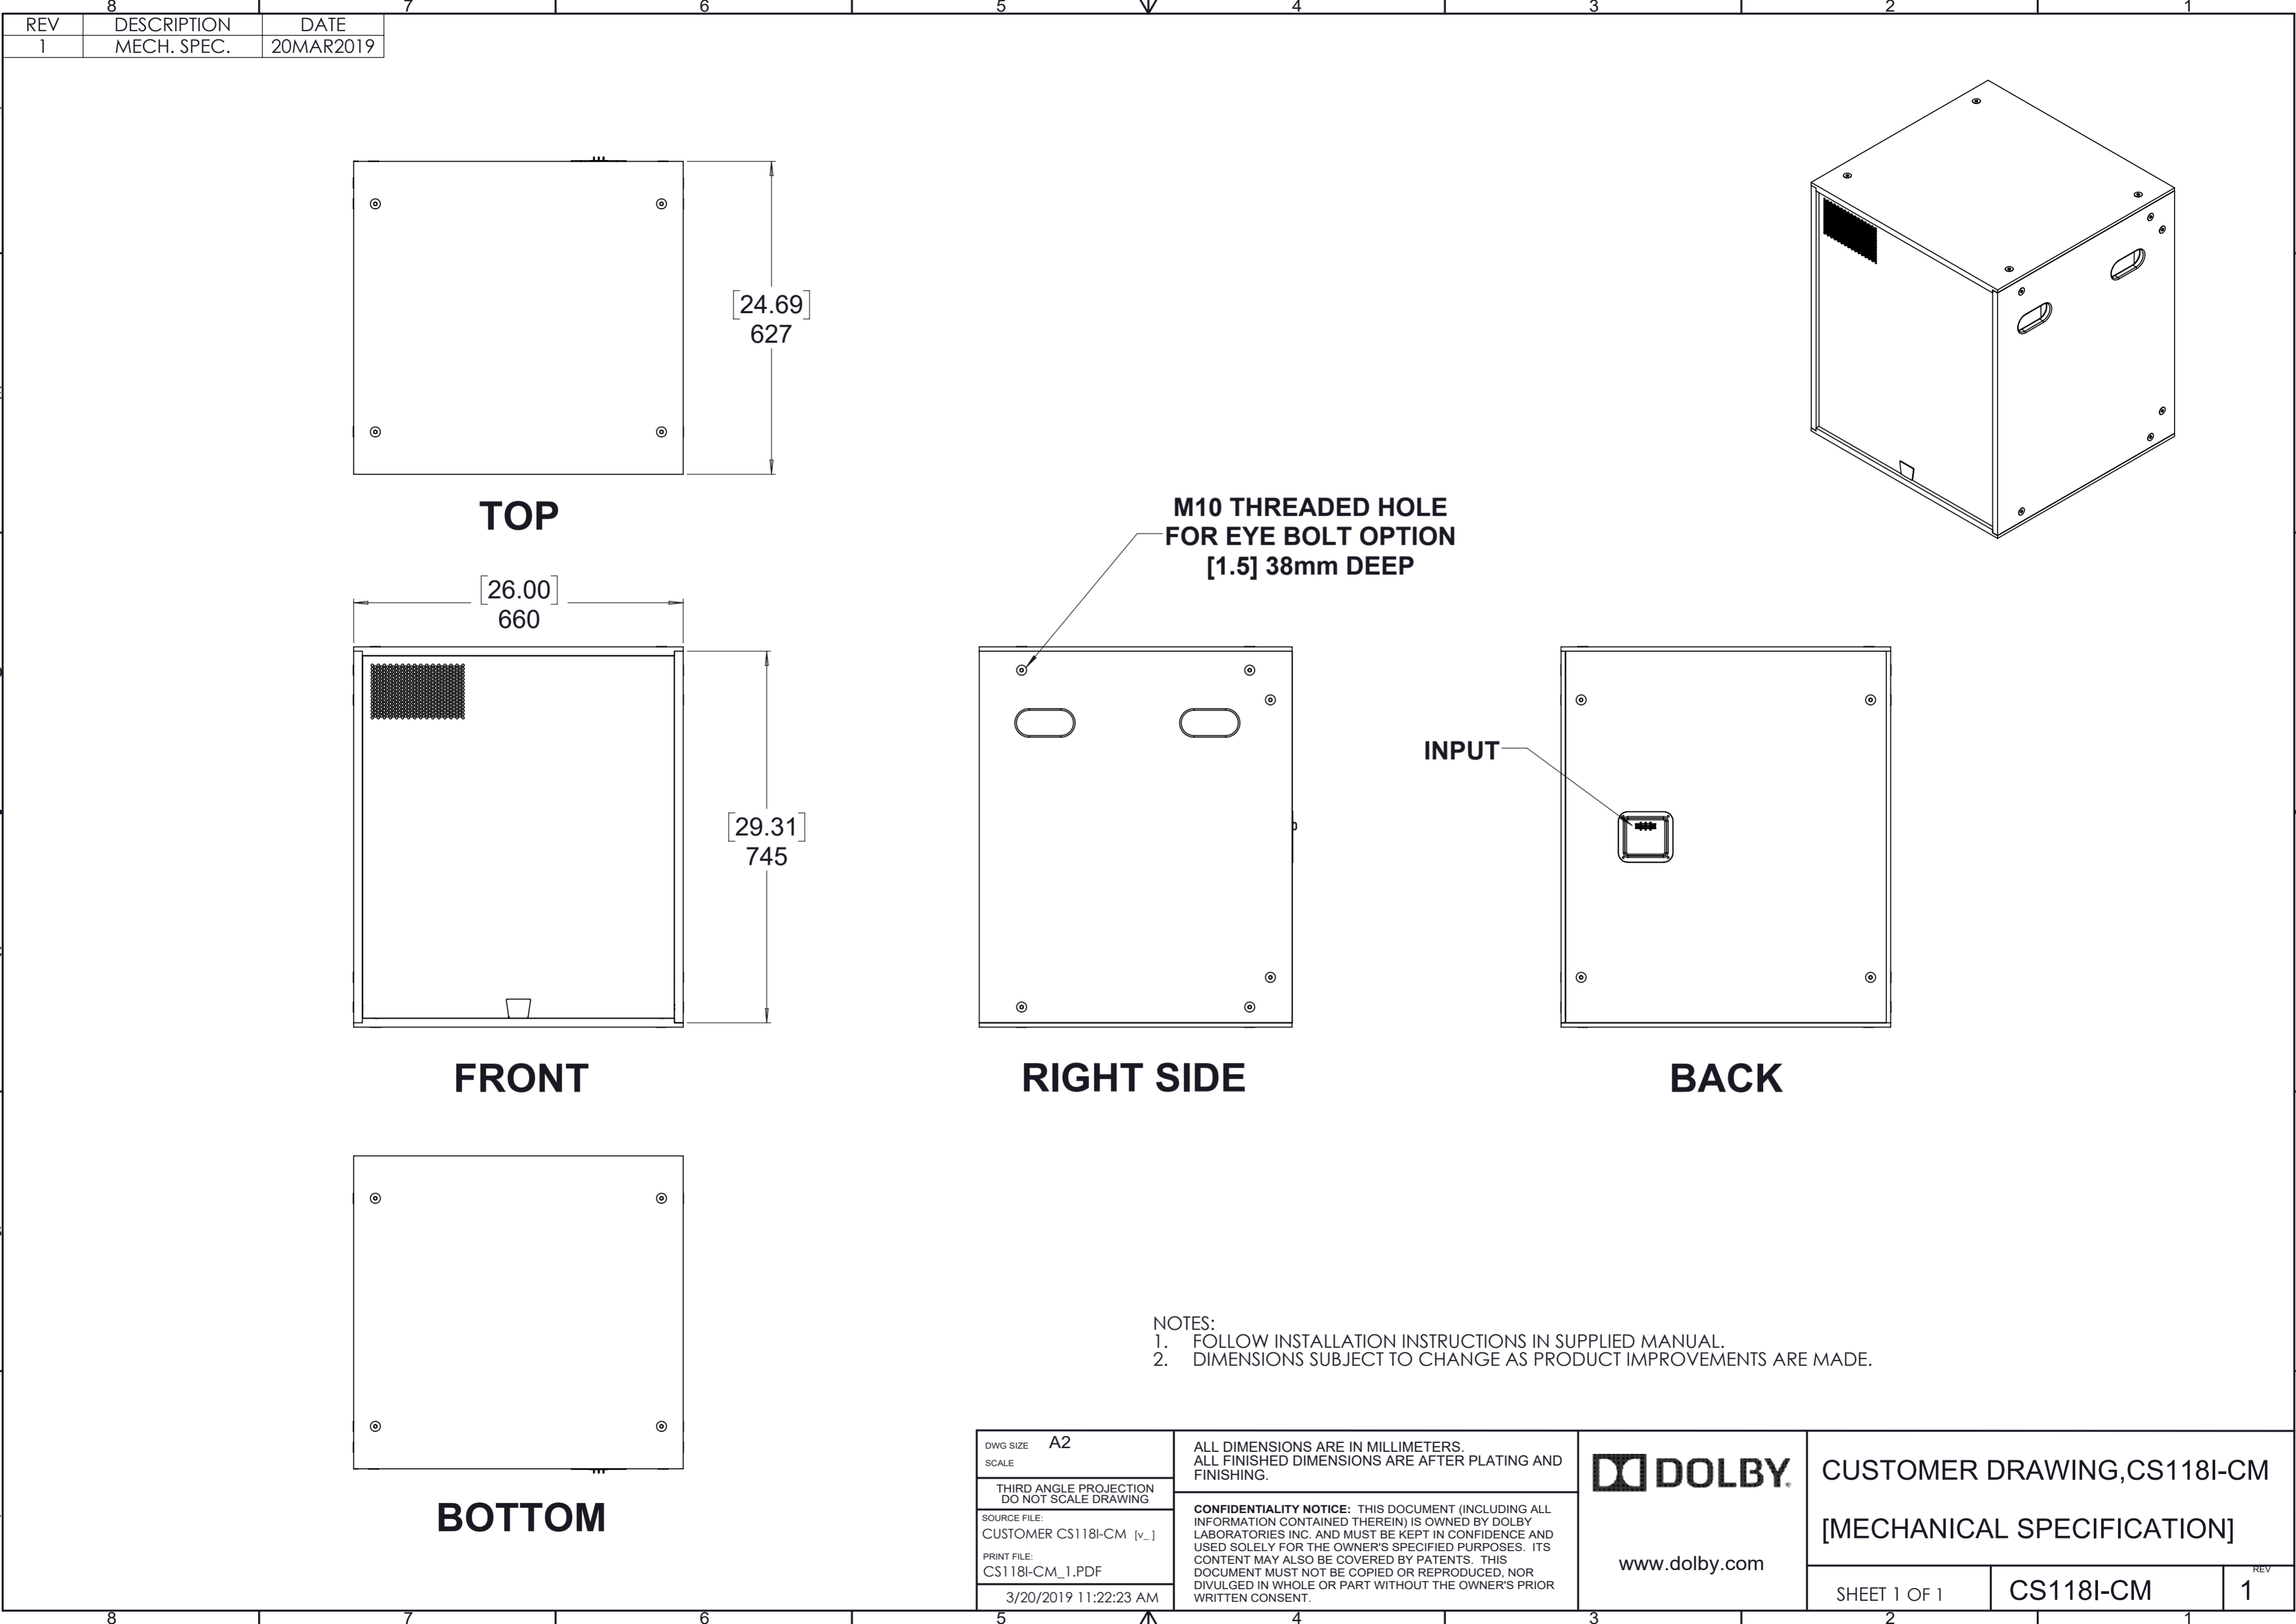 8 7 6 5 4 3 2 1
REV DESCRIPTION DATE
1 MECH. SPEC. 20MAR2019
[24.69]
627
TOP
M10 THREADED HOLE
FOR EYE BOLT OPTION
[1.5] 38mm DEEP
[26.00]
660
INPUT
[29.31]
745
FRONT
RIGHT SIDE
BACK
BOTTOM
NOTES:
1. FOLLOW INSTALLATION INSTRUCTIONS IN SUPPLIED MANUAL.
2. DIMENSIONS SUBJECT TO CHANGE AS PRODUCT IMPROVEMENTS ARE MADE.
DWG SIZE A2
SCALE
THIRD ANGLE PROJECTION
DO NOT SCALE DRAWING
SOURCE FILE:
CUSTOMER CS118I-CM [v_]
PRINT FILE:
CS118I-CM_1.PDF
3/20/2019 11:22:23 AM
ALL DIMENSIONS ARE IN MILLIMETERS.
ALL FINISHED DIMENSIONS ARE AFTER PLATING AND
FINISHING.
CONFIDENTIALITY NOTICE: THIS DOCUMENT (INCLUDING ALL
INFORMATION CONTAINED THEREIN) IS OWNED BY DOLBY
LABORATORIES INC. AND MUST BE KEPT IN CONFIDENCE AND
USED SOLELY FOR THE OWNER'S SPECIFIED PURPOSES. ITS
CONTENT MAY ALSO BE COVERED BY PATENTS. THIS
DOCUMENT MUST NOT BE COPIED OR REPRODUCED, NOR
DIVULGED IN WHOLE OR PART WITHOUT THE OWNER'S PRIOR
WRITTEN CONSENT.
DOLBY
www.dolby.com
CUSTOMER DRAWING,CS118I-CM
[MECHANICAL SPECIFICATION]
SHEET 1 OF 1
CS118I-CM
REV
1
8 7 6 5 4 3 2 1